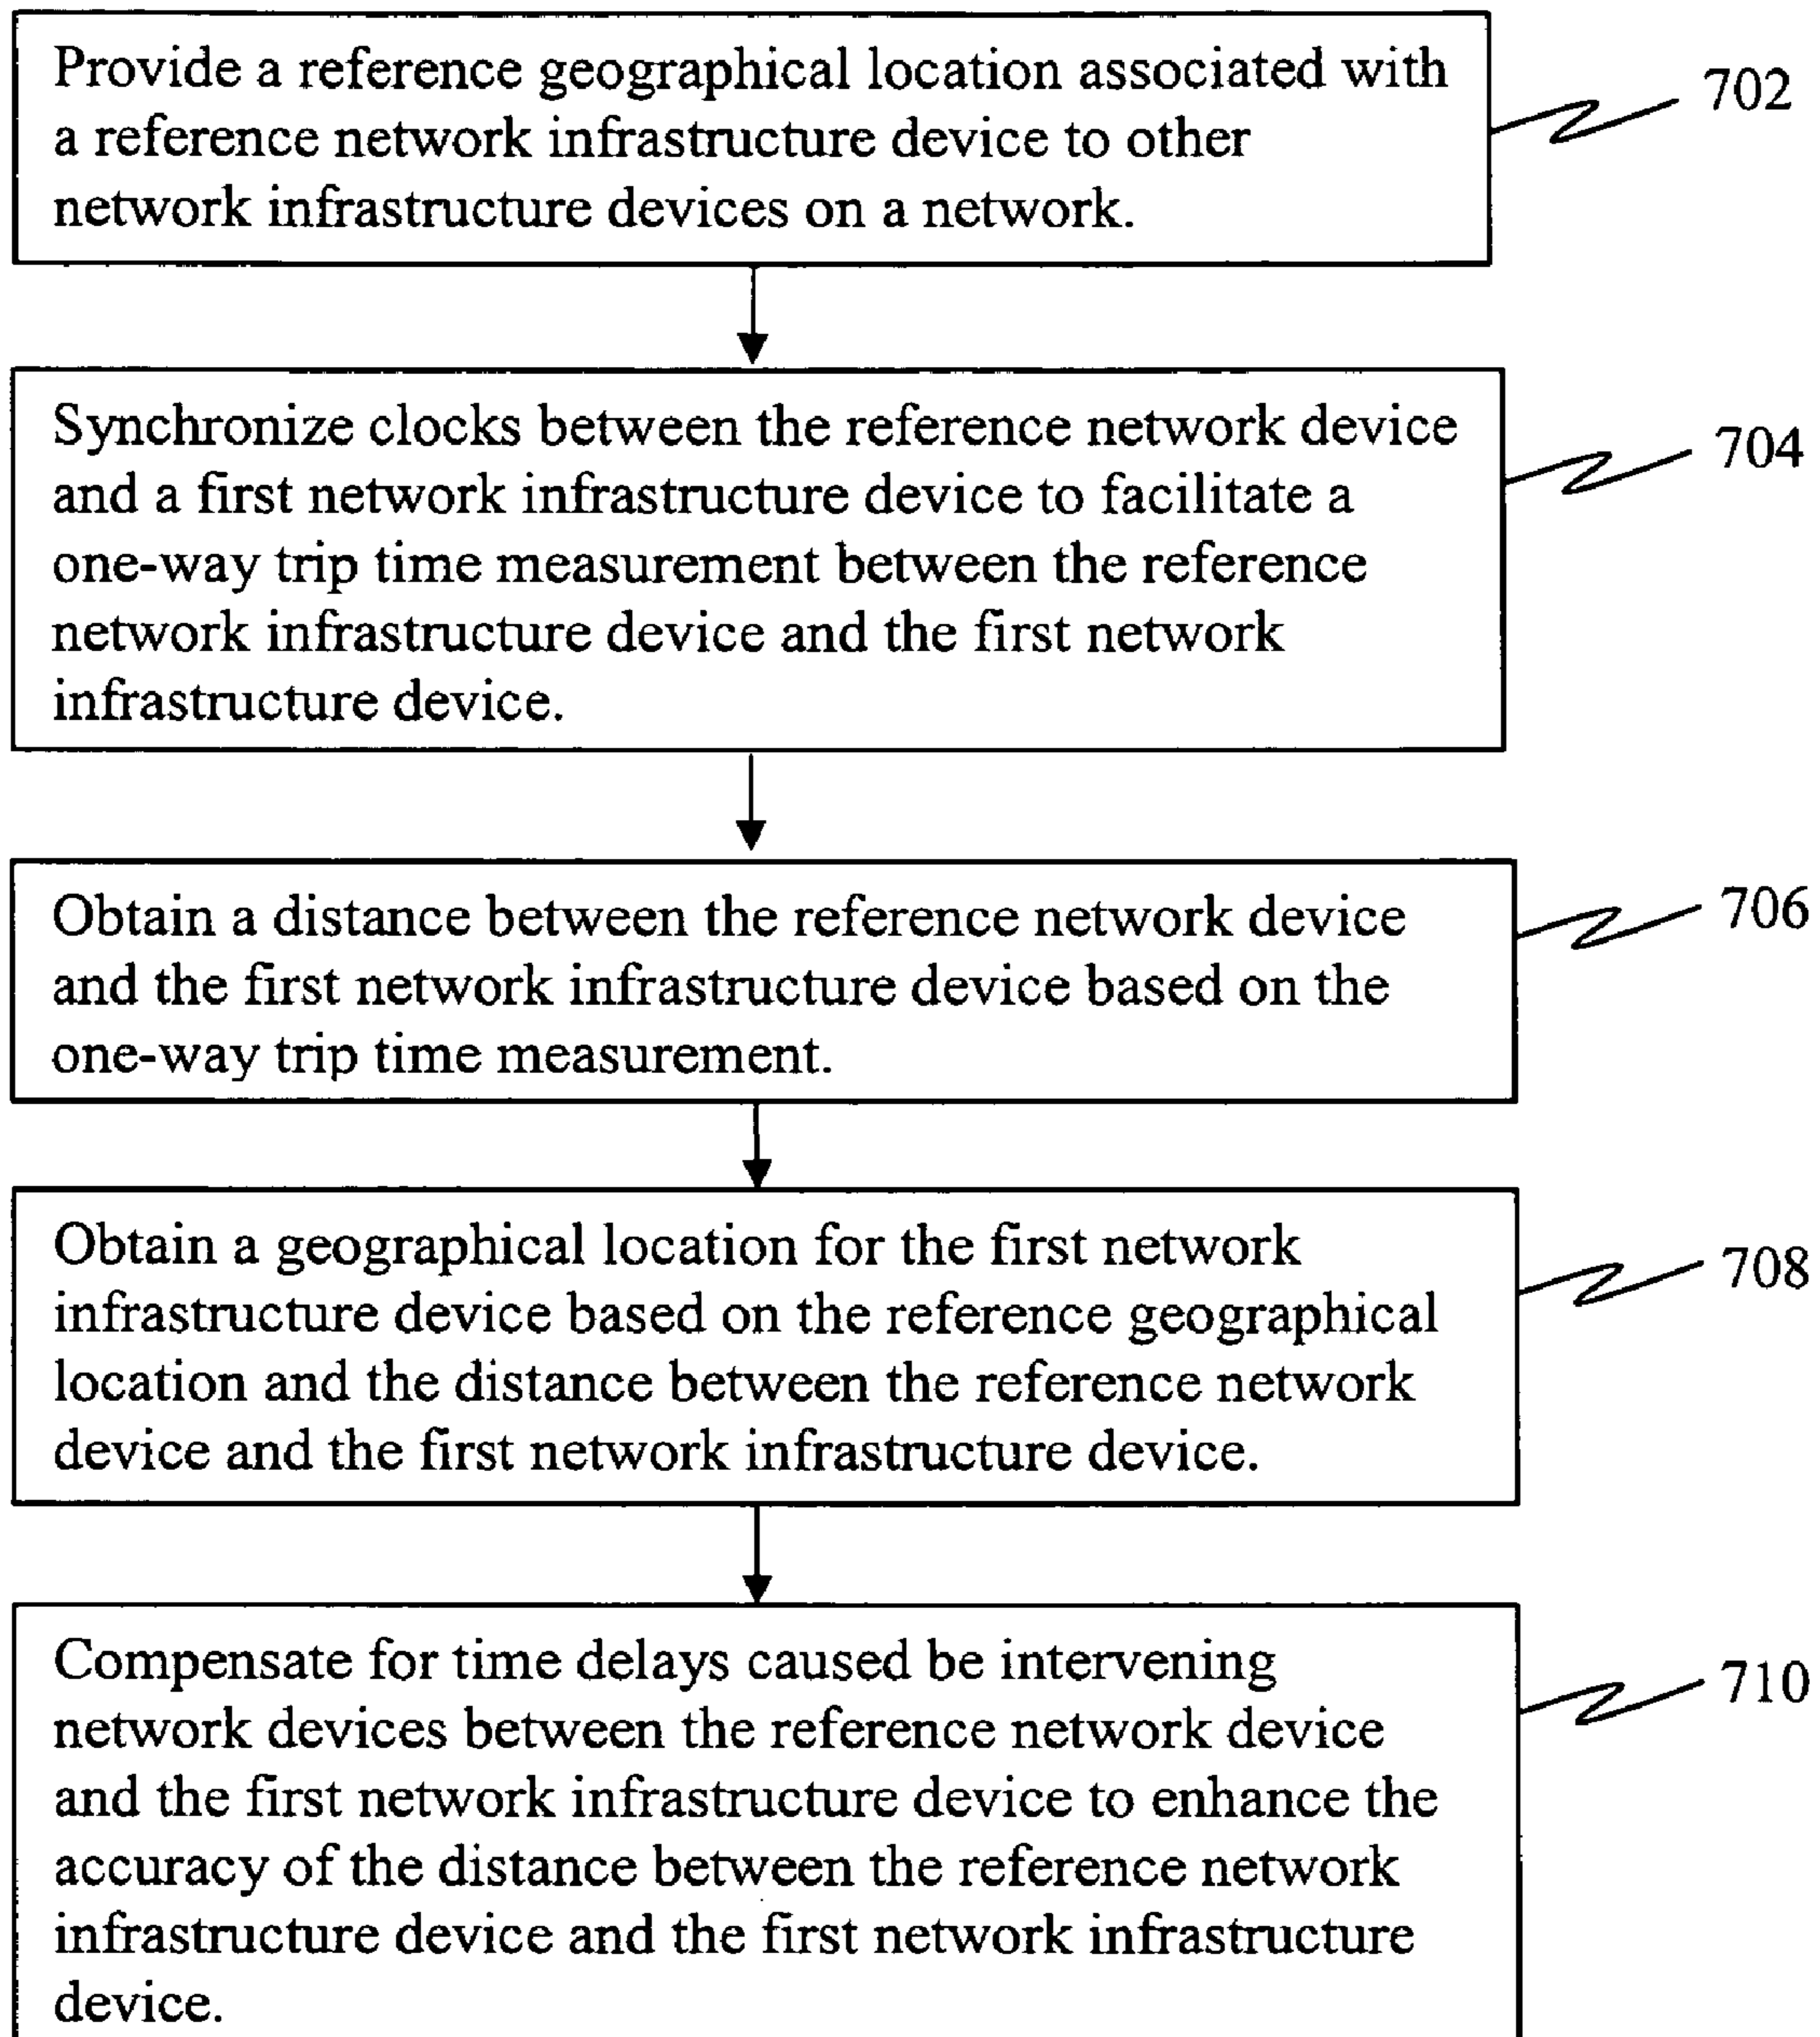 Provide a reference geographical location associated with
a reference network infrastructure device to other
network infrastructure devices on a network.
702
Synchronize clocks between the reference network device
and a first network infrastructure device to facilitate a
one-way trip time measurement between the reference
network infrastructure device and the first network
infrastructure device.
704
Obtain a distance between the reference network device
and the first network infrastructure device based on the
one-way trip time measurement.
706
Obtain a geographical location for the first network
infrastructure device based on the reference geographical
location and the distance between the reference network
device and the first network infrastructure device.
708
Compensate for time delays caused be intervening
network devices between the reference network device
and the first network infrastructure device to enhance the
accuracy of the distance between the reference network
infrastructure device and the first network infrastructure
device.
710